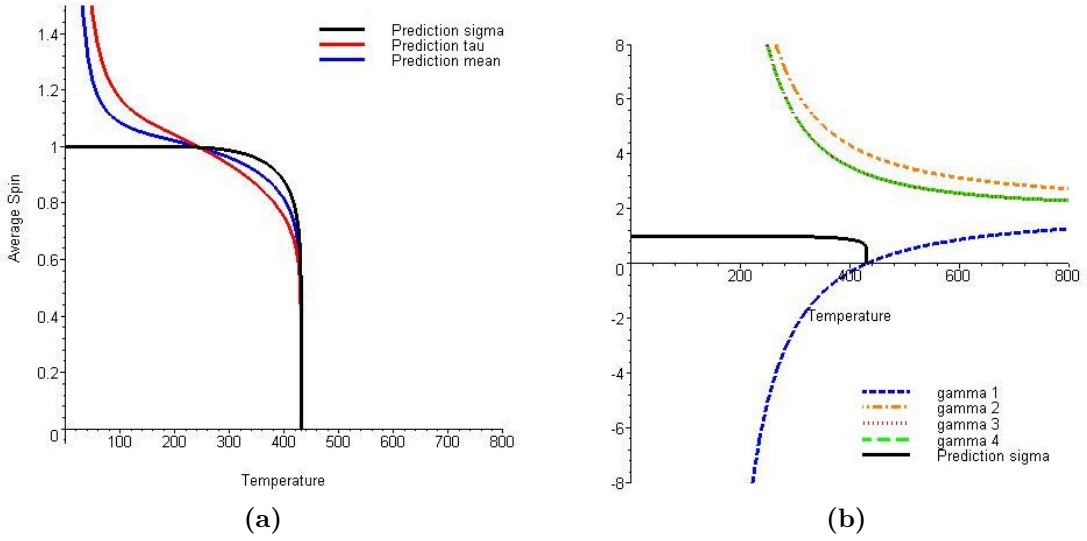 1.4
1.2
1
0.8
0.6
0.4
0.2
0
100 200 300 400 500 600 700 800
Average Spin
Temperature
Prediction sigma
Prediction tau
Prediction mean
(a)
8
6
4
2
0
-2
-4
-6
-8
200 400 600 800
Temperature
gamma 1
gamma 2
gamma 3
gamma 4
Prediction sigma
(b)